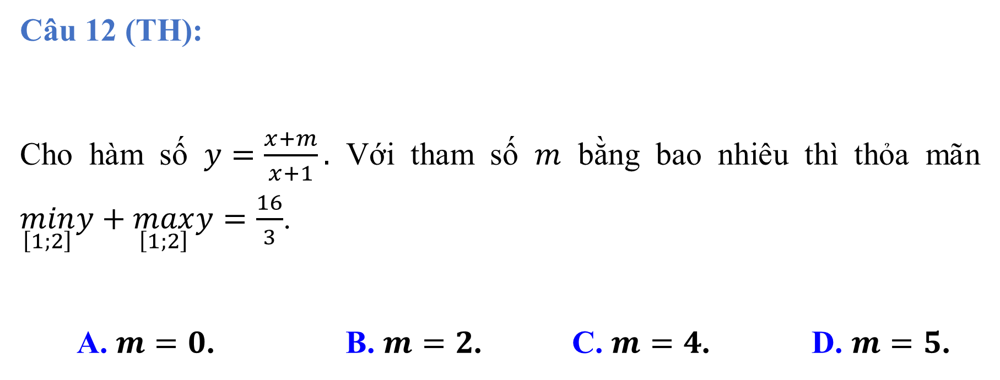 Câu 12 (TH):
Cho hàm số y = \frac{x+m}{x+1}. Với tham số m bằng bao nhiêu thì thỏa mãn
\underset{[1;2]}{min}y + \underset{[1;2]}{max}y = \frac{16}{3}.
A. m = 0. B. m = 2. C. m = 4. D. m = 5.